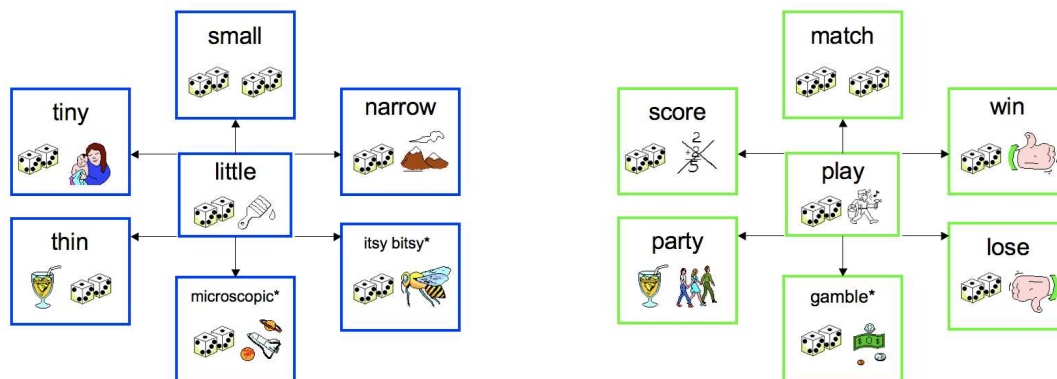 small
tiny
narrow
little
thin
itsy bitsy*
microscopic*
match
score
win
play
party
lose
gamble*